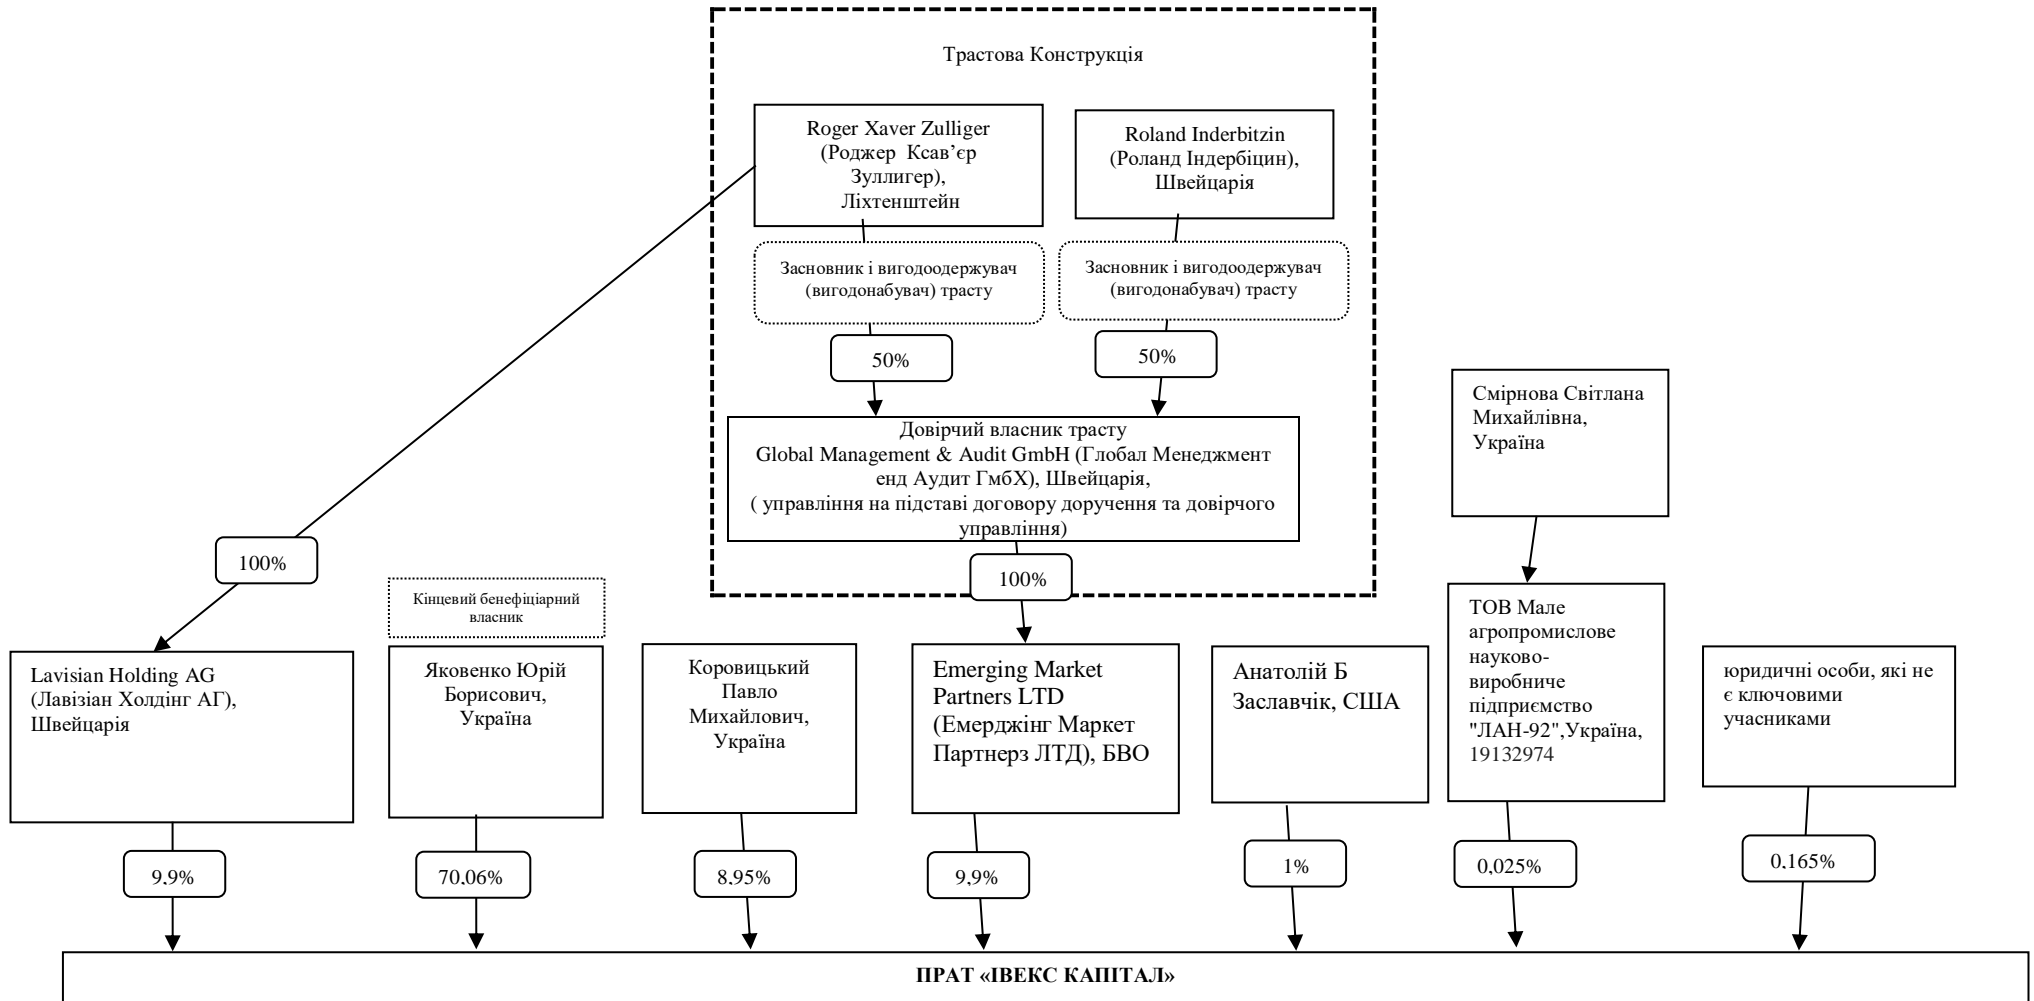 Трастова Конструкція
Roger Xaver Zulliger
(Роджер Ксав’єр
Зуллигер),
Ліхтенштейн
Roland Inderbitzin
(Роланд Індербіцин),
Швейцарія
Засновник і вигодоодержувач
(вигодонабувач) трасту
Засновник і вигодоодержувач
(вигодонабувач) трасту
50%
50%
Довірчий власник трасту
Global Management & Audit GmbH (Глобал Менеджмент
енд Аудит ГмбХ), Швейцарія,
( управління на підставі договору доручення та довірчого
управління)
Смірнова Світлана
Михайлівна,
Україна
100%
100%
Кінцевий бенефіціарний
власник
Lavisian Holding AG
(Лавізіан Холдінг АГ),
Швейцарія
Яковенко Юрій
Борисович,
Україна
Коровицький
Павло
Михайлович,
Україна
Emerging Market
Partners LTD
(Емерджінг Маркет
Партнерз ЛТД), БВО
Анатолій Б
Заславчік, США
ТОВ Мале
агропромислове
науково-
виробниче
підприємство
"ЛАН-92",Україна,
19132974
юридичні особи, які не
є ключовими
учасниками
9,9%
70,06%
8,95%
9,9%
1%
0,025%
0,165%
ПРАТ «ІВЕКС КАПІТАЛ»